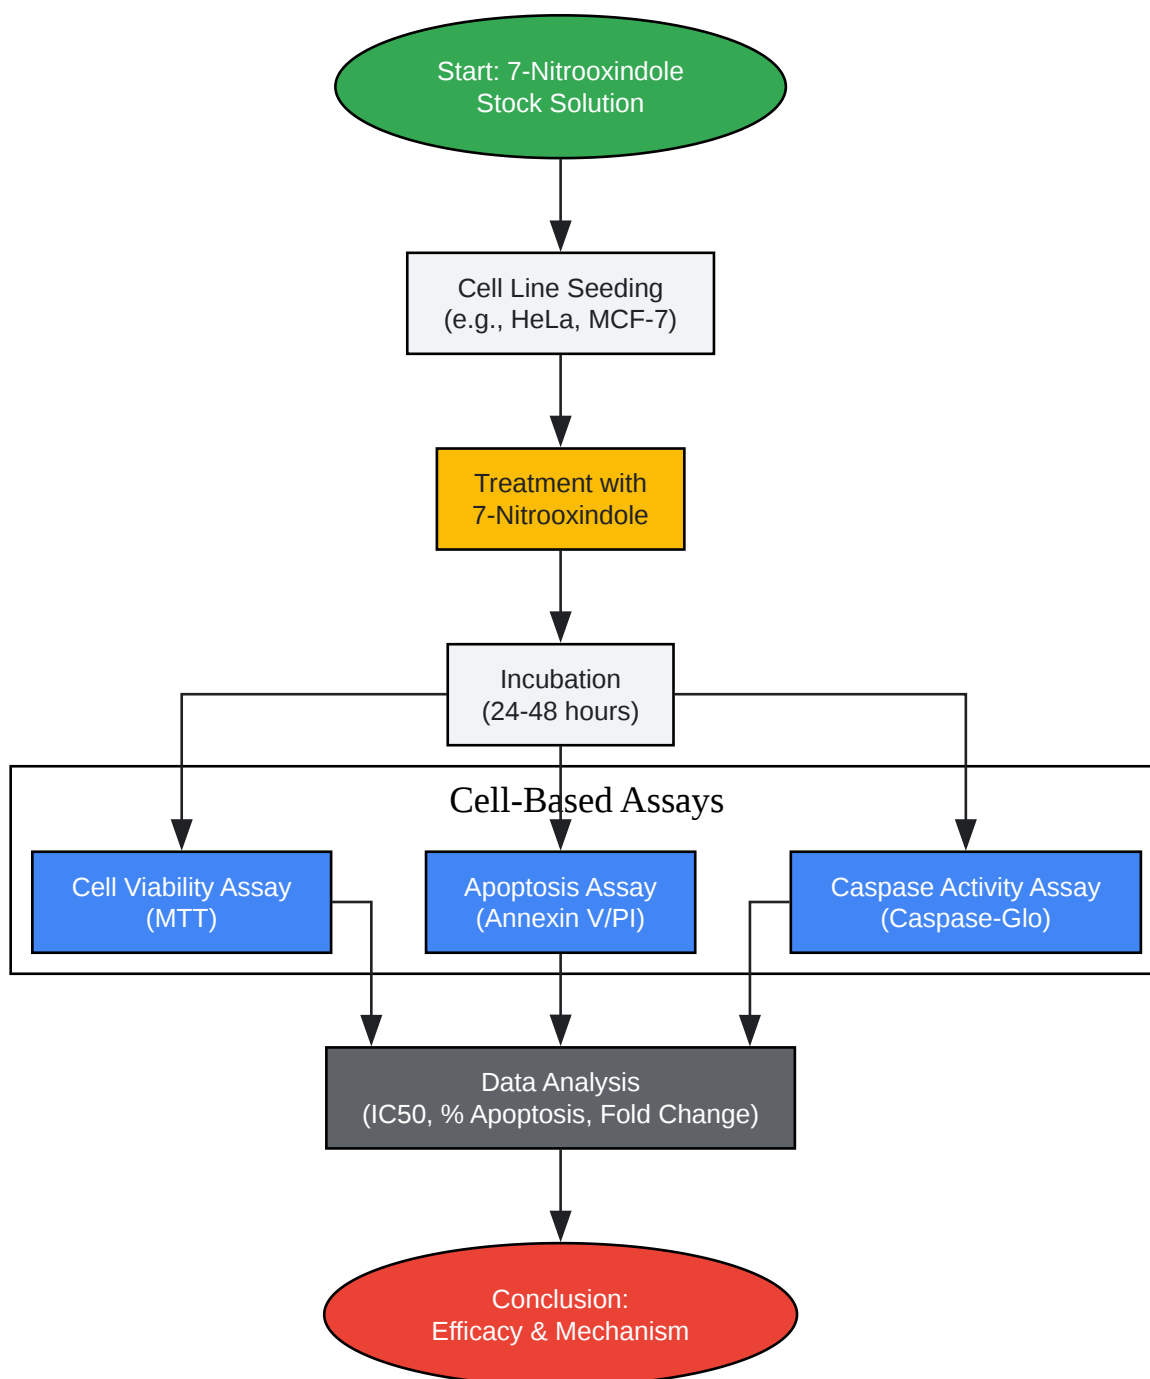 Start: 7-Nitrooxindole
Stock Solution
Cell Line Seeding
(e.g., HeLa, MCF-7)
Treatment with
7-Nitrooxindole
Incubation
(24-48 hours)
Cell-Based Assays
Cell Viability Assay
(MTT)
Apoptosis Assay
(Annexin V/PI)
Caspase Activity Assay
(Caspase-Glo)
Data Analysis
(IC50, % Apoptosis, Fold Change)
Conclusion:
Efficacy & Mechanism